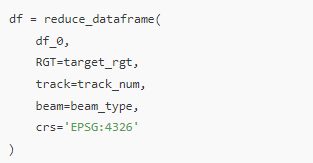 df = reduce_dataframe(
    df_0,
    RGT=target_rgt,
    track=track_num,
    beam=beam_type,
    crs='EPSG:4326'
)